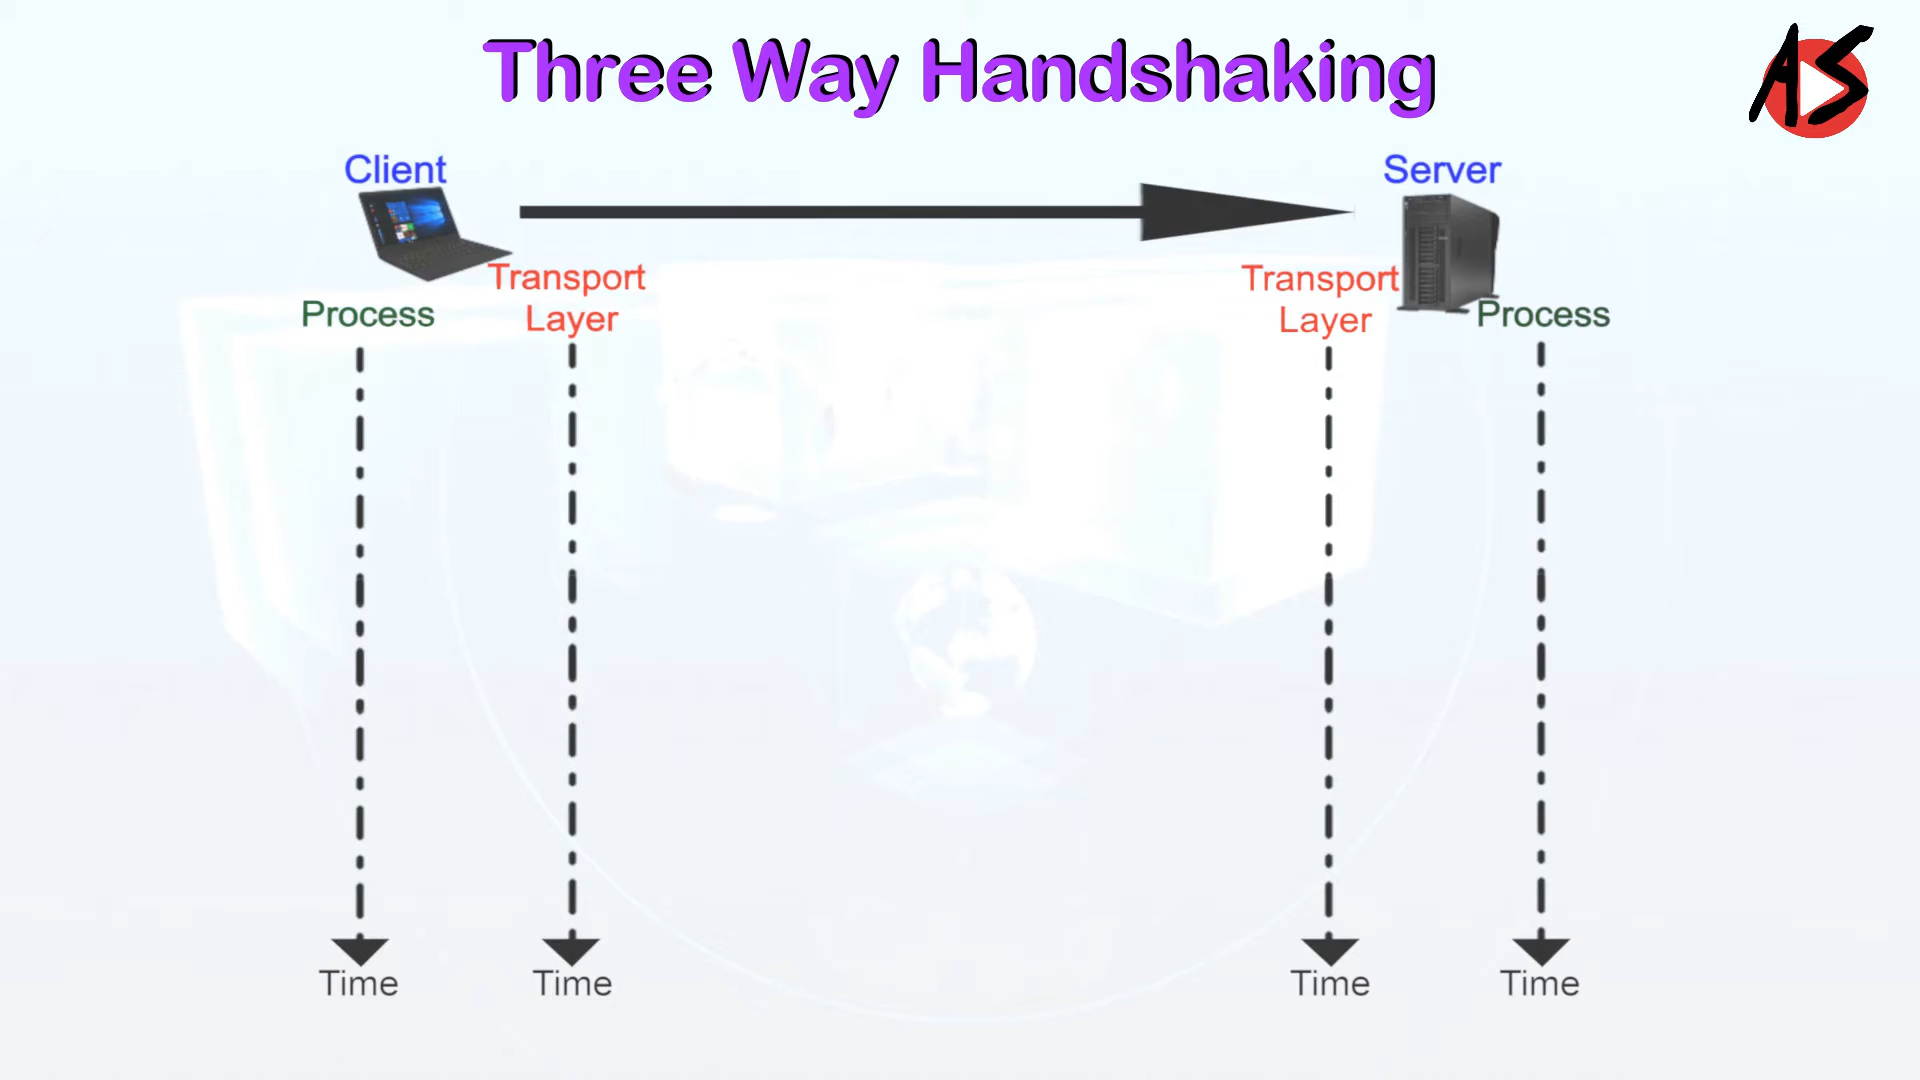 Three Way Handshaking
AS
Client
Server
Transport
Layer
Process
Transport
Layer
Process
Time
Time
Time
Time